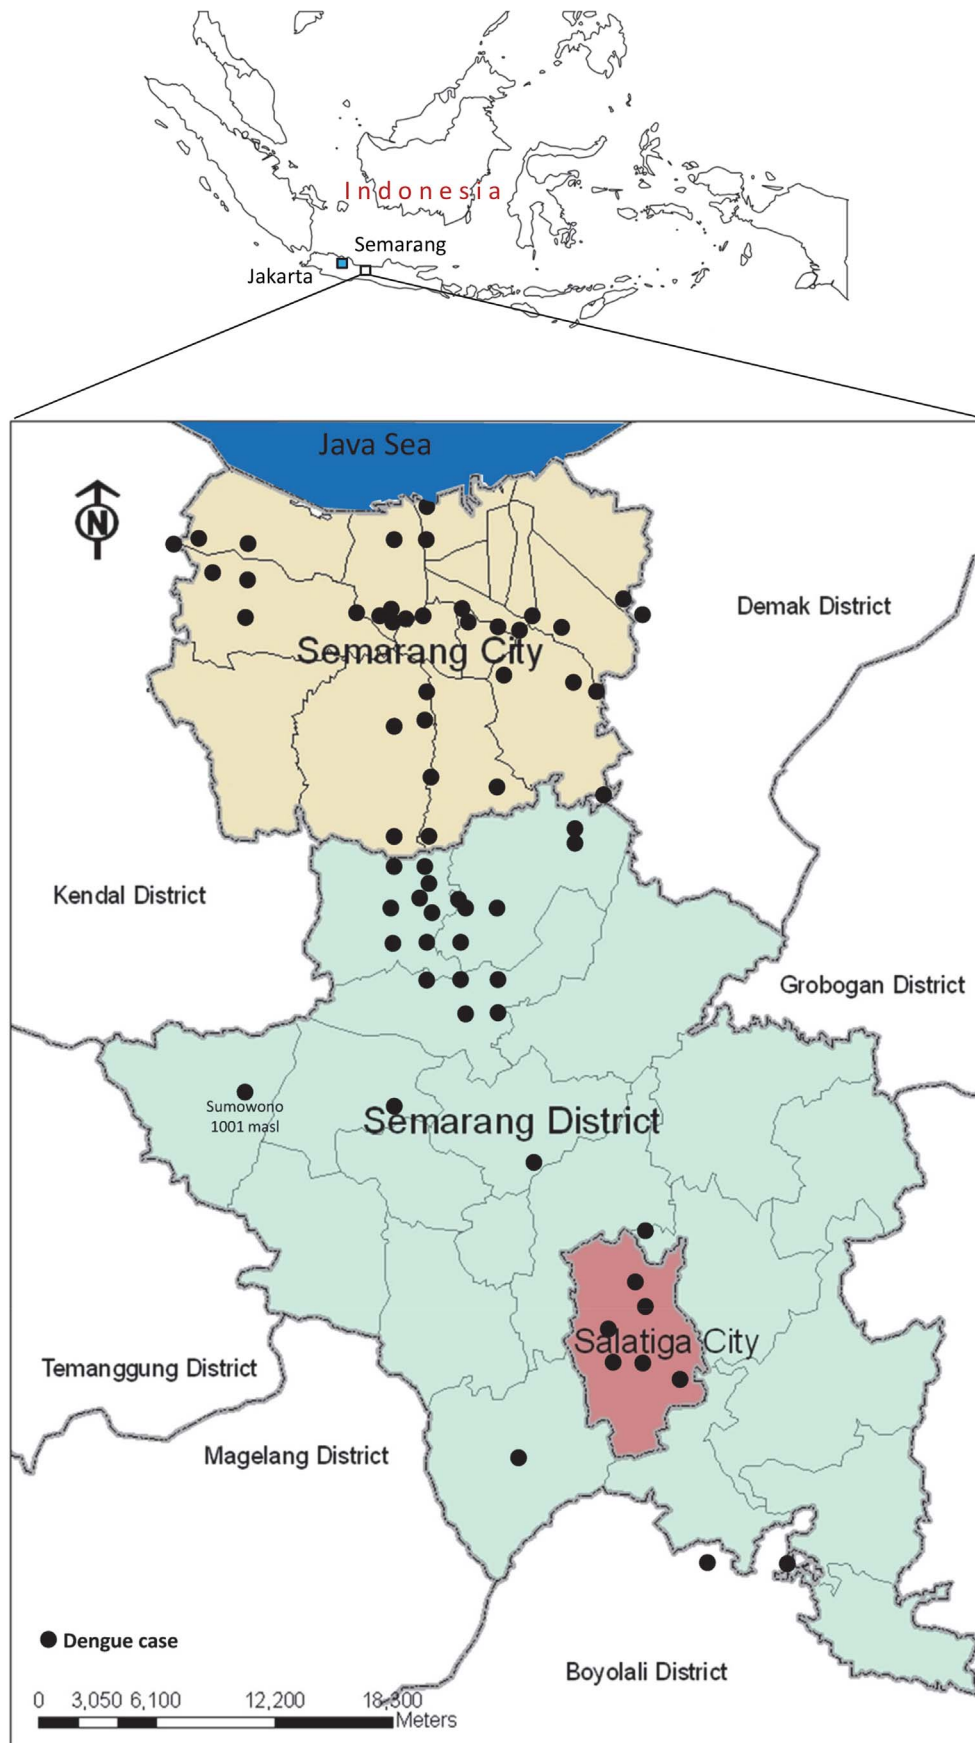 Indonesia
Semarang
Jakarta
Java Sea
N
Demak District
Semarang City
Kendal District
Grobogan District
Sumowono
1001 masl
Semarang District
Salatiga City
Temanggung District
Magelang District
Dengue case
Boyolali District
0 3,050 6,100 12,200 18,300
Meters